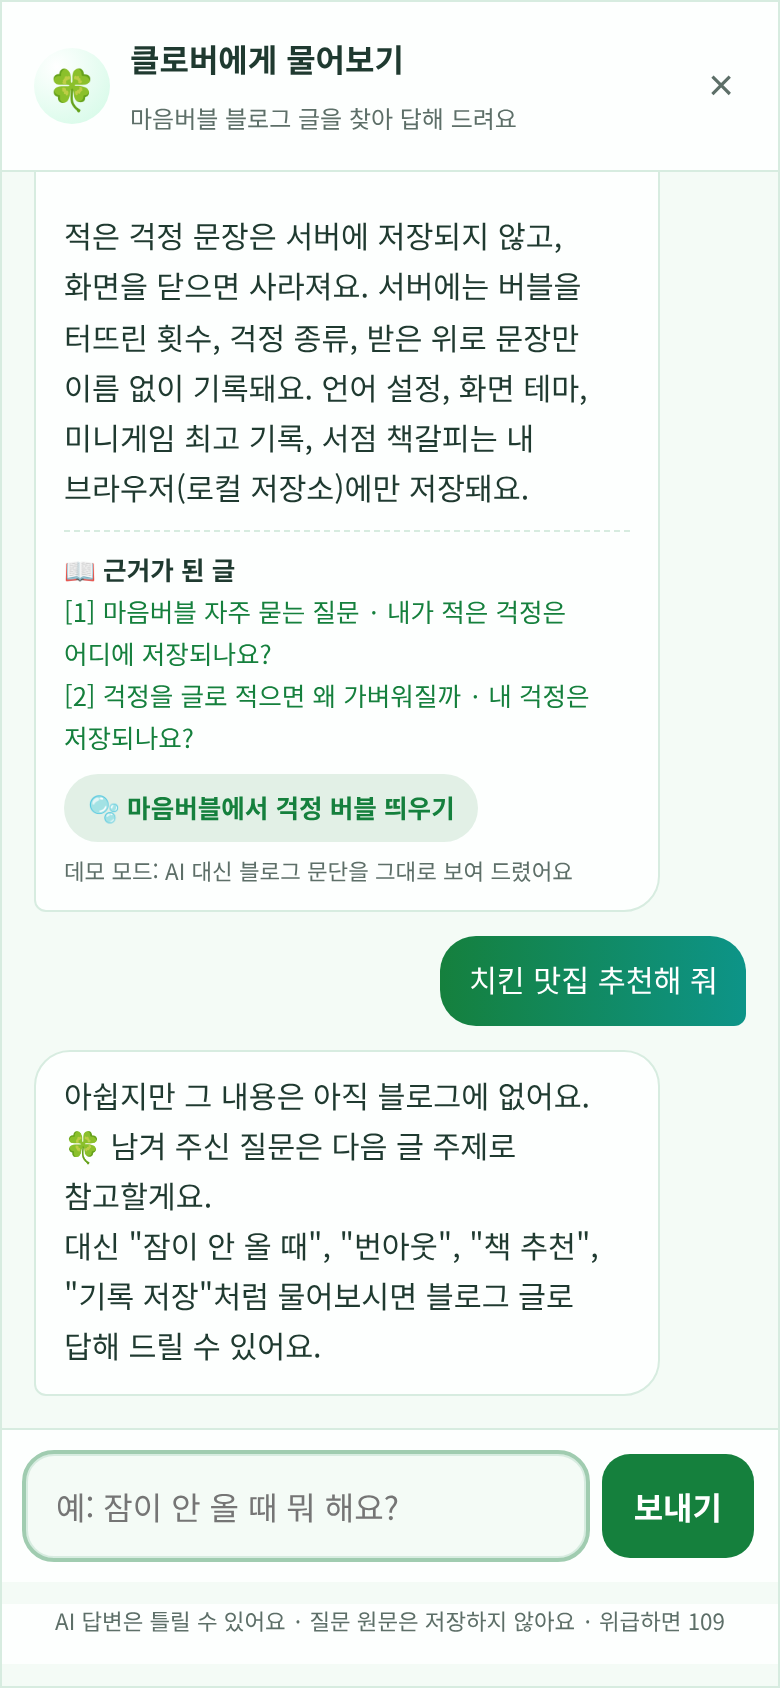 클로버에게 물어보기
마음버블 블로그 글을 찾아 답해 드려요
×
적은 걱정 문장은 서버에 저장되지 않고,
화면을 닫으면 사라져요. 서버에는 버블을
터뜨린 횟수, 걱정 종류, 받은 위로 문장만
이름 없이 기록돼요. 언어 설정, 화면 테마,
미니게임 최고 기록, 서점 책갈피는 내
브라우저(로컬 저장소)에만 저장돼요.
📖 근거가 된 글
[1] 마음버블 자주 묻는 질문 · 내가 적은 걱정은
어디에 저장되나요?
[2] 걱정을 글로 적으면 왜 가벼워질까 · 내 걱정은
저장되나요?
🫧 마음버블에서 걱정 버블 띄우기
데모 모드: AI 대신 블로그 문단을 그대로 보여 드렸어요
치킨 맛집 추천해 줘
아쉽지만 그 내용은 아직 블로그에 없어요.
🍀 남겨 주신 질문은 다음 글 주제로
참고할게요.
대신 "잠이 안 올 때", "번아웃", "책 추천",
"기록 저장"처럼 물어보시면 블로그 글로
답해 드릴 수 있어요.
예: 잠이 안 올 때 뭐 해요?
보내기
AI 답변은 틀릴 수 있어요 · 질문 원문은 저장하지 않아요 · 위급하면 109